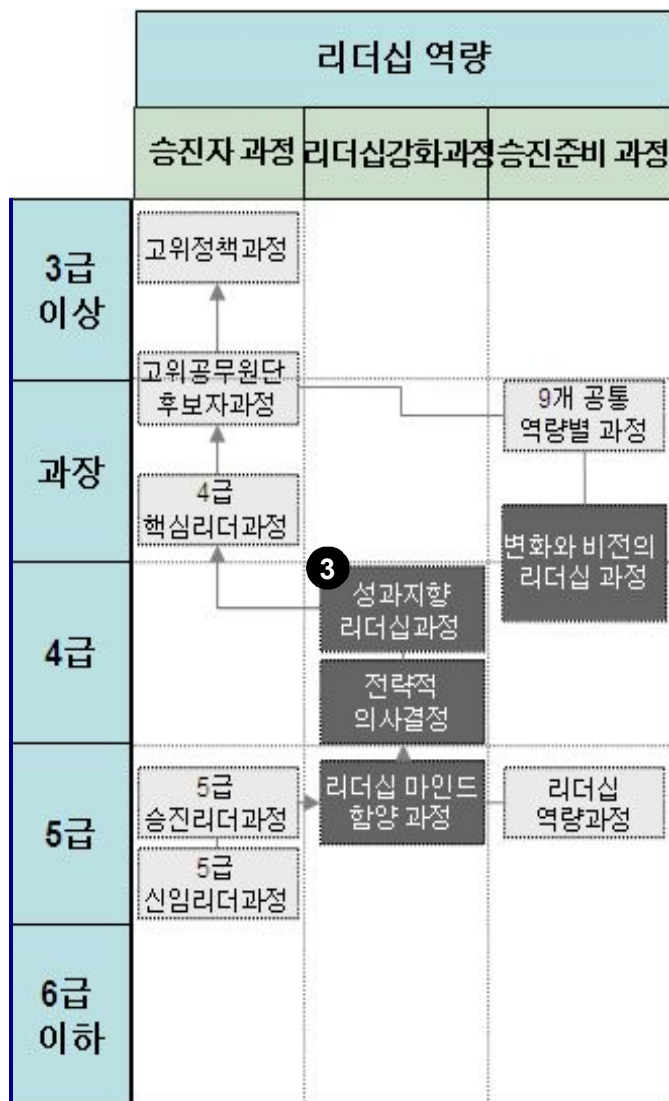 리더십 역량
승진자 과정
리더십강화과정
승진준비 과정
3급
이상
고위정책과정
고위공무원단
후보자과정
9개 공통
역량별 과정
과장
4급
핵심리더과정
변화와 비전의
리더십 과정
3
성과지향
리더십과정
4급
전략적
의사결정
5급
5급
승진리더과정
리더십 마인드
함양 과정
리더십
역량과정
5급
신임리더과정
6급
이하